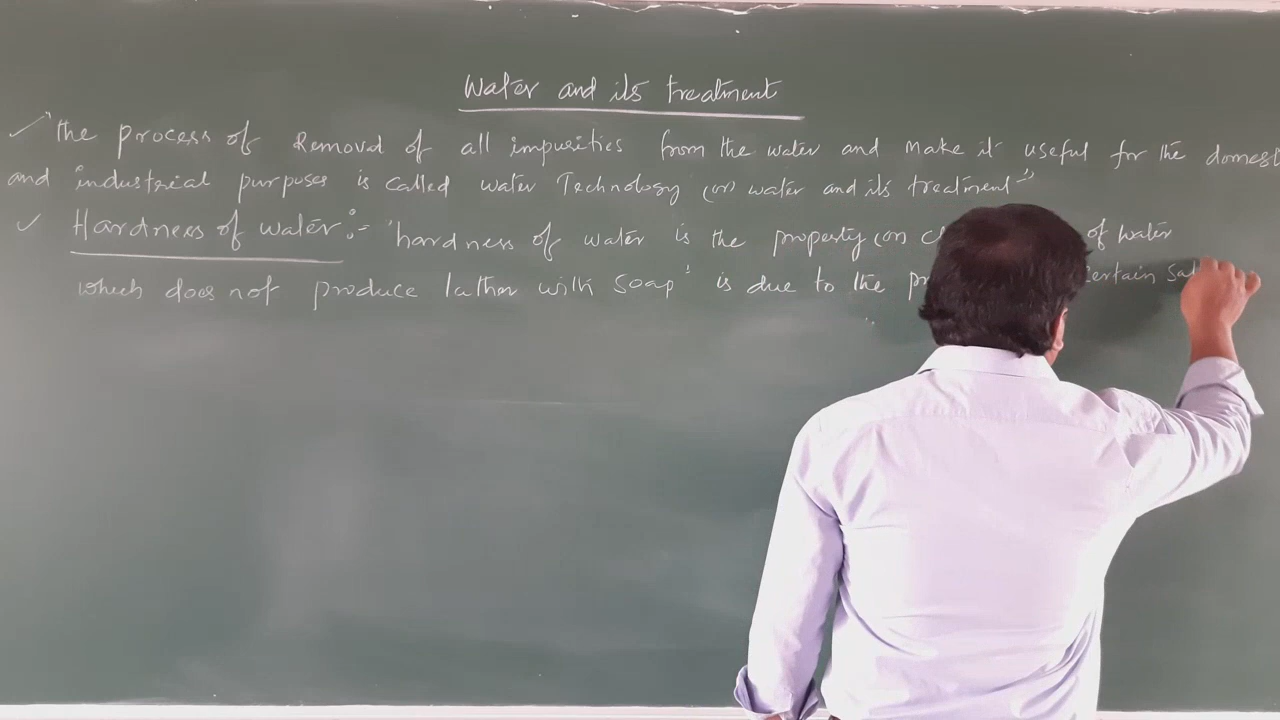 Water and its treatment
✓ "the process of Removal of all impurities from the water and make it useful for the domest
and industrial purposes is called water Technology (or) water and its treatment"
✓ Hardness of water:- 'hardness of water is the property (or) of water
which does not produce lather with soap' is due to the certain